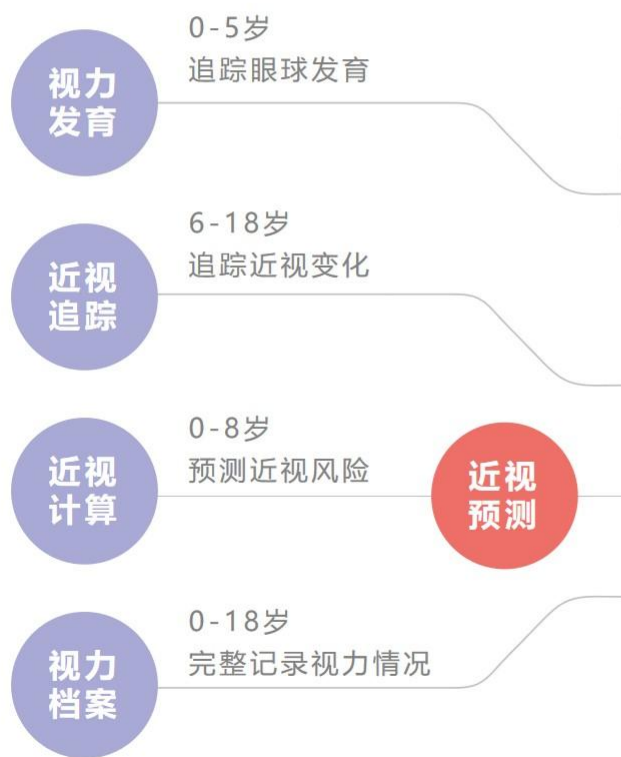 视力
发育
0-5岁
追踪眼球发育
近视
追踪
6-18岁
追踪近视变化
近视
计算
0-8岁
预测近视风险
近视
预测
视力
档案
0-18岁
完整记录视力情况